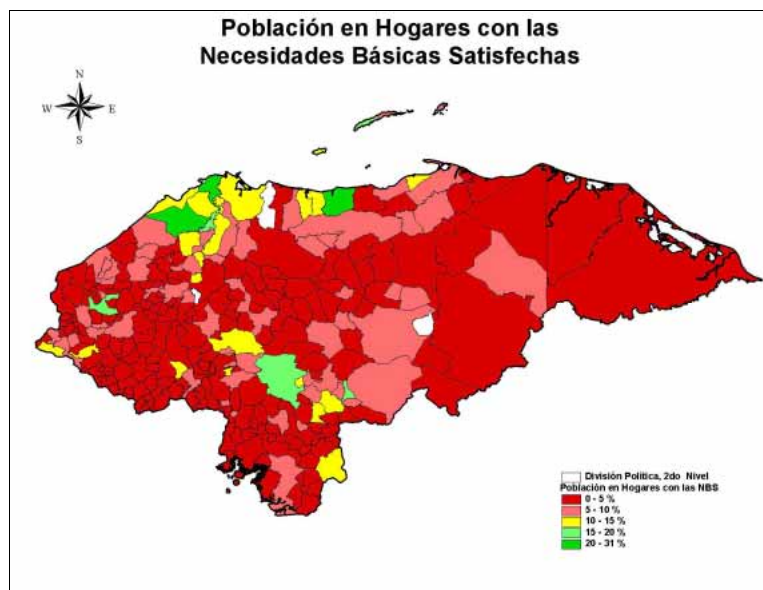 Población en Hogares con las
Necesidades Básicas Satisfechas
N
W E
S
División Política, 2do Nivel
Población en Hogares con las NBS
0 - 5 %
5 - 10 %
10 - 15 %
15 - 20 %
20 - 31 %